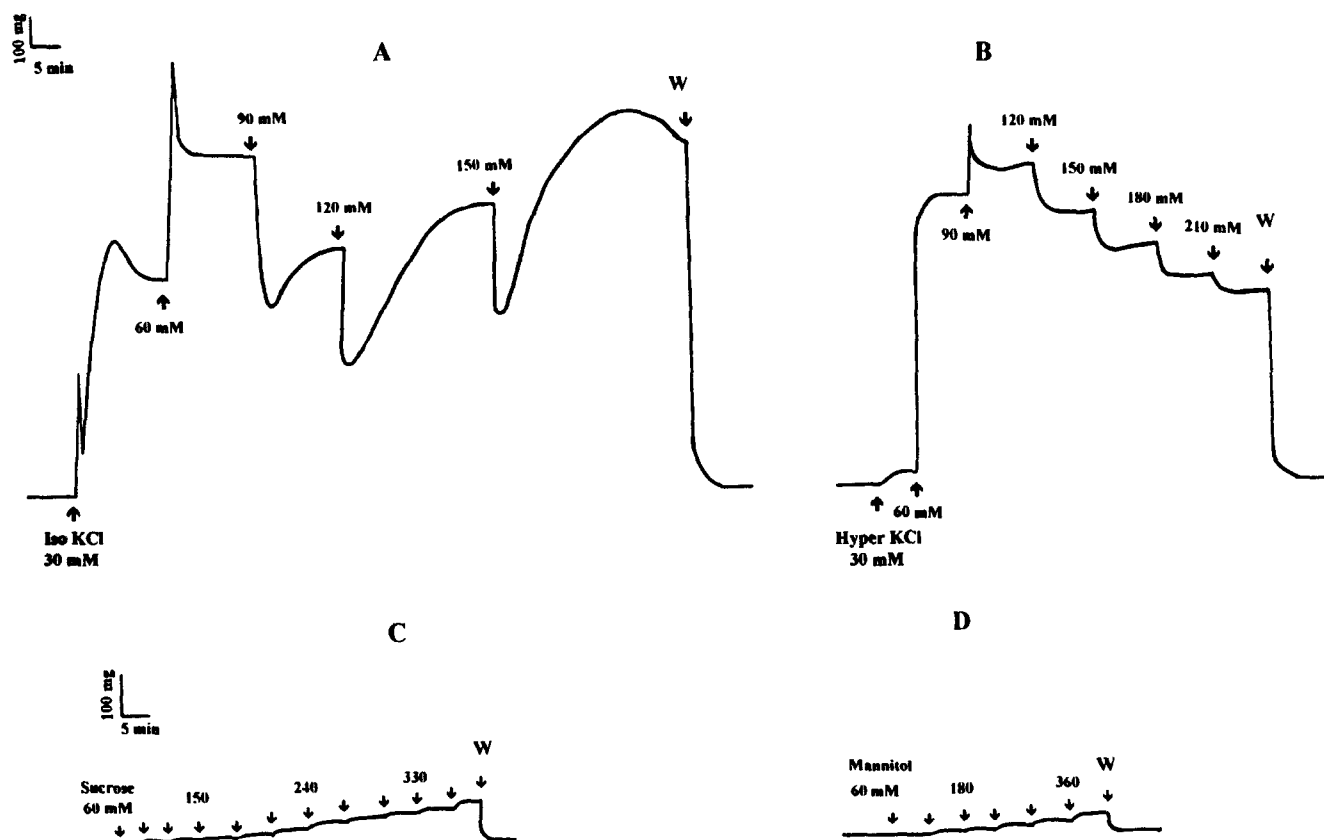 A
B
100 mg
5 min
90 mM
W
120 mM
150 mM
60 mM
Iso KCl
30 mM
120 mM
150 mM
180 mM
210 mM
W
90 mM
60 mM
Hyper KCl
30 mM
C
D
100 mg
5 min
Sucrose
60 mM
150
240
330
W
Mannitol
60 mM
180
360
W